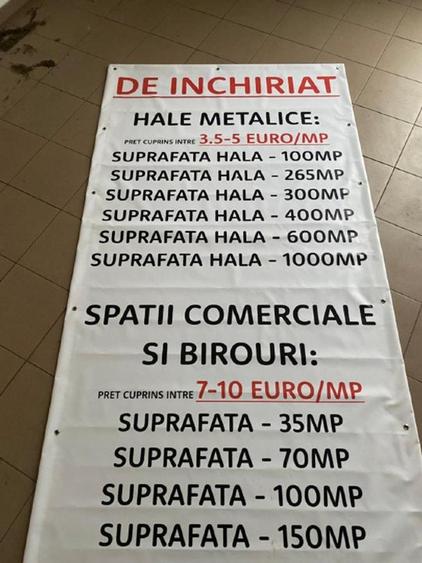 DE INCHIRIAT
HALE METALICE:
PRET CUPRINS INTRE 3.5-5 EURO/MP
SUPRAFATA HALA - 100MP
SUPRAFATA HALA - 265MP
SUPRAFATA HALA - 300MP
SUPRAFATA HALA - 400MP
SUPRAFATA HALA - 600MP
SUPRAFATA HALA - 1000MP
SPATII COMERCIALE
SI BIROURI:
PRET CUPRINS INTRE 7-10 EURO/MP
SUPRAFATA - 35MP
SUPRAFATA - 70MP
SUPRAFATA - 100MP
SUPRAFATA - 150MP